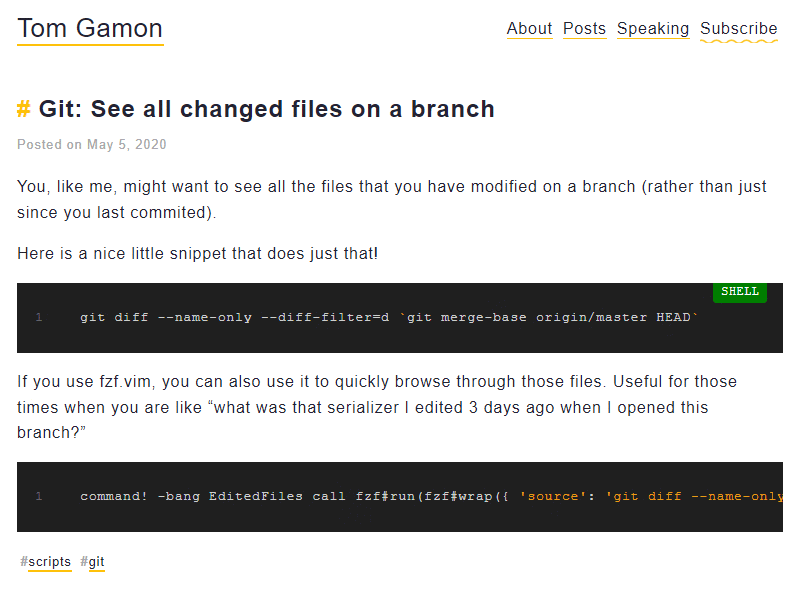 Tom Gamon
About Posts Speaking Subscribe
# Git: See all changed files on a branch
Posted on May 5, 2020
You, like me, might want to see all the files that you have modified on a branch (rather than just
since you last commited).
Here is a nice little snippet that does just that!
SHELL
1 git diff --name-only --diff-filter=d `git merge-base origin/master HEAD`
If you use fzf.vim, you can also use it to quickly browse through those files. Useful for those
times when you are like “what was that serializer I edited 3 days ago when I opened this
branch?”
1 command! -bang EditedFiles call fzf#run(fzf#wrap({ 'source': 'git diff --name-only
#scripts #git